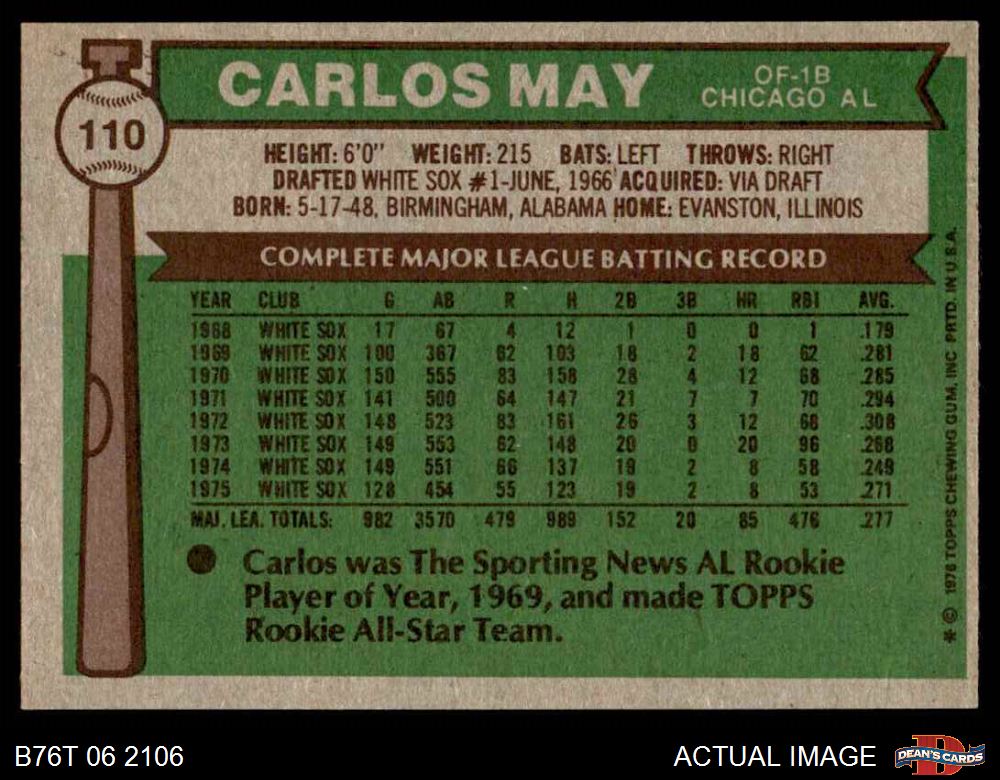 110
CARLOS MAY
OF-1B
CHICAGO AL
HEIGHT: 6'0" WEIGHT: 215 BATS: LEFT THROWS: RIGHT
DRAFTED WHITE SOX #1-JUNE, 1966 ACQUIRED: VIA DRAFT
BORN: 5-17-48, BIRMINGHAM, ALABAMA HOME: EVANSTON, ILLINOIS
COMPLETE MAJOR LEAGUE BATTING RECORD
YEAR CLUB G AB R H 2B 3B HR RBI AVG.
1968 WHITE SOX 17 67 4 12 1 0 0 1 .179
1969 WHITE SOX 100 367 62 103 18 2 18 62 .281
1970 WHITE SOX 150 555 83 158 28 4 12 68 .285
1971 WHITE SOX 141 500 64 147 21 7 7 70 .294
1972 WHITE SOX 148 523 83 161 26 3 12 68 .308
1973 WHITE SOX 149 553 62 148 20 0 20 96 .268
1974 WHITE SOX 149 551 66 137 19 2 8 58 .249
1975 WHITE SOX 128 454 55 123 19 2 8 53 .271
MAJ. LEA. TOTALS: 982 3570 479 989 152 20 85 476 .277
Carlos was The Sporting News AL Rookie
Player of Year, 1969, and made TOPPS
Rookie All-Star Team.
* © 1976 TOPPS CHEWING GUM, INC PRTD. IN U.S.A.
B76T 06 2106
ACTUAL IMAGE
DEAN'S CARDS